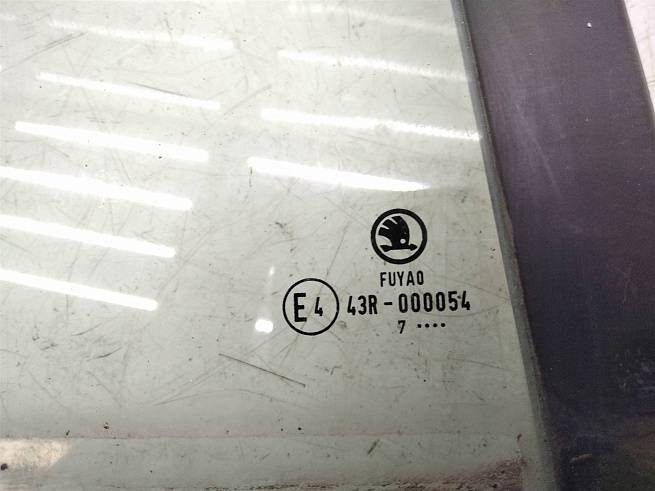 FUYAO
E4 43R-000054
7 ....